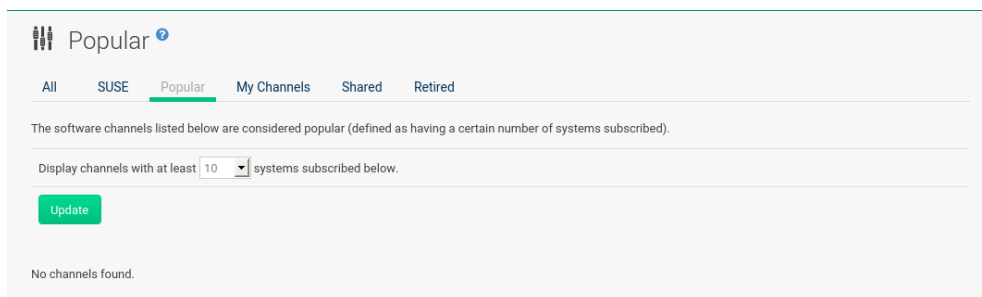 Popular ?
All SUSE Popular My Channels Shared Retired
The software channels listed below are considered popular (defined as having a certain number of systems subscribed).
Display channels with at least 10 systems subscribed below.
Update
No channels found.